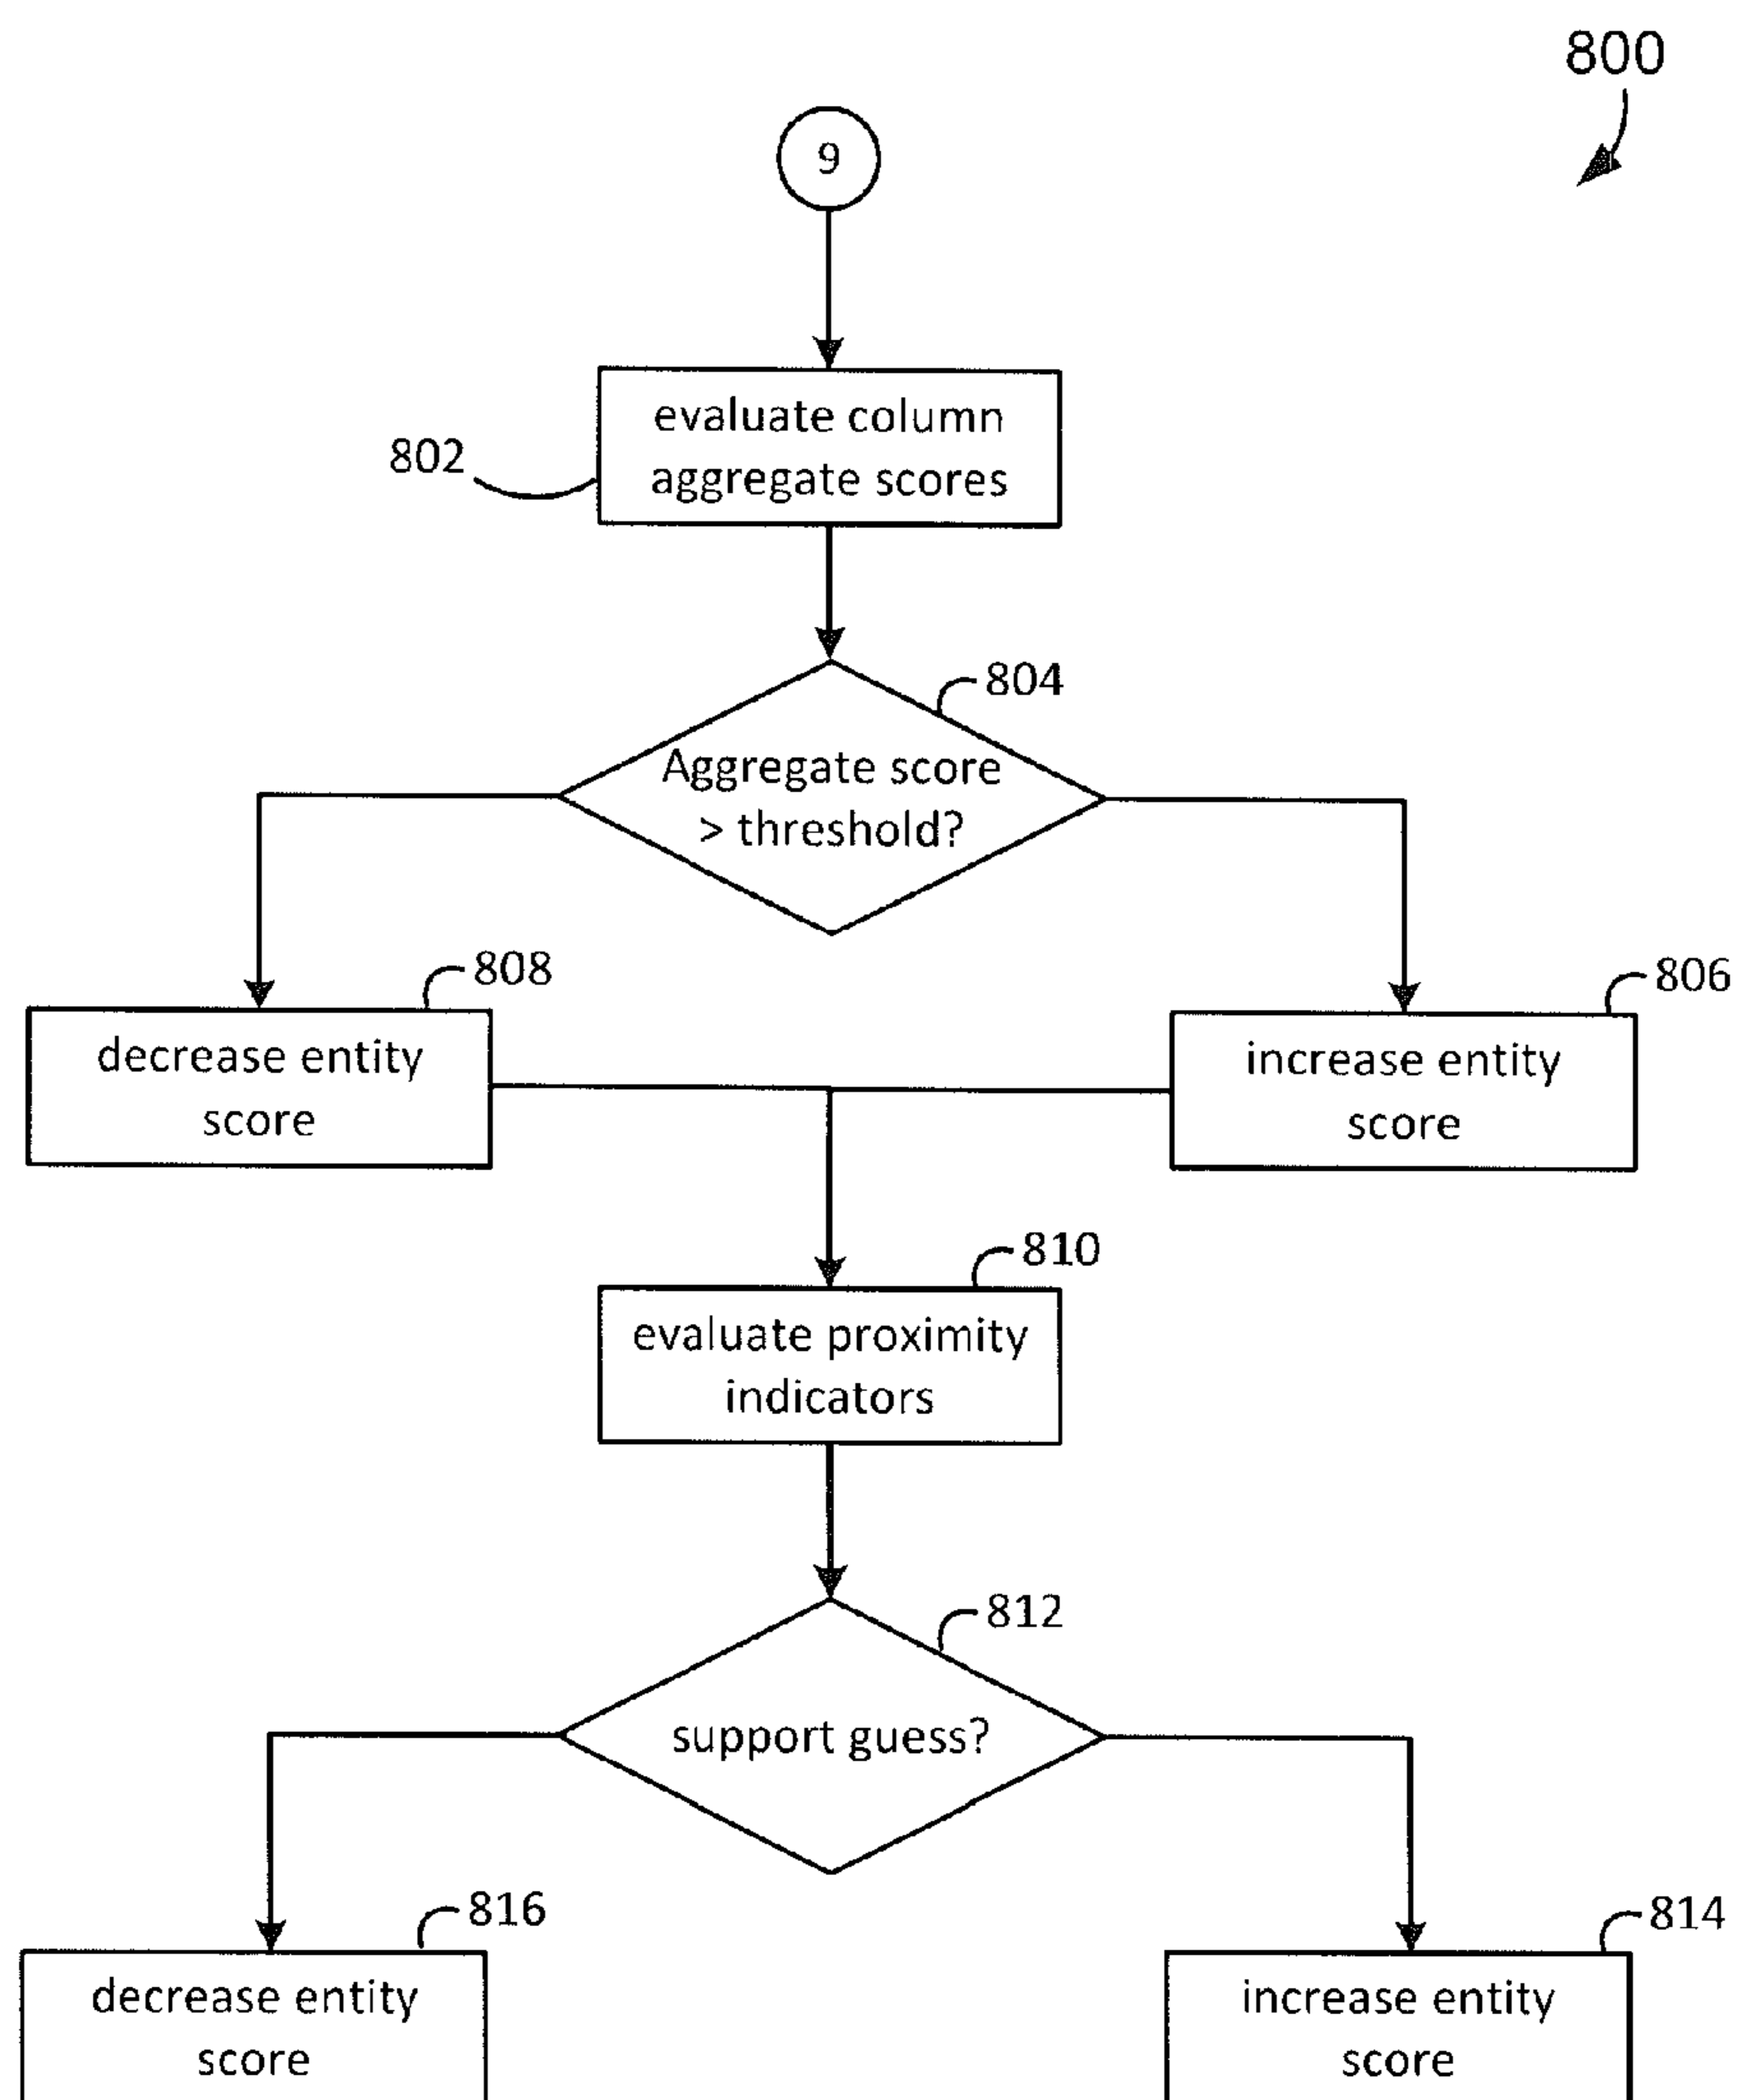 800
9
evaluate column
aggregate scores
802
804
Aggregate score
> threshold?
808
806
decrease entity
score
increase entity
score
810
evaluate proximity
indicators
812
support guess?
816
814
decrease entity
score
increase entity
score